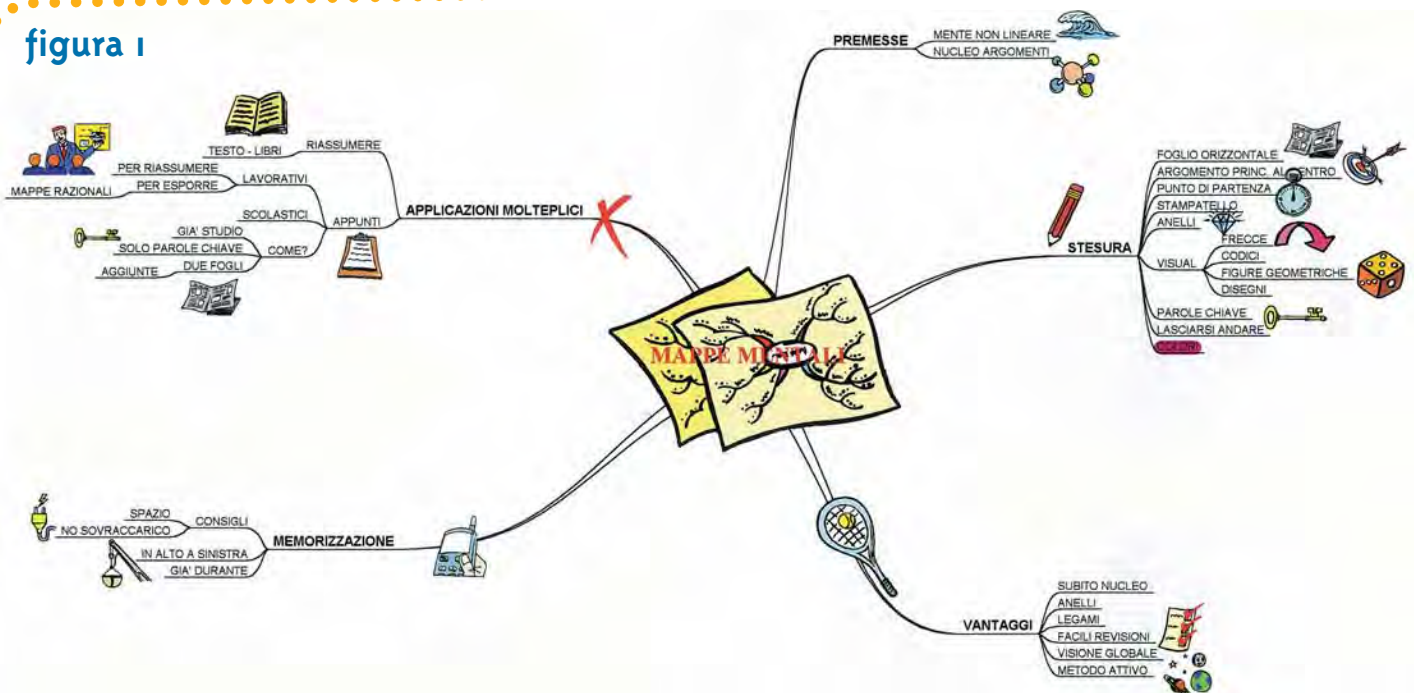 figura 1
PREMESSE
MENTE NON LINEARE
NUCLEO ARGOMENTI
STESURA
FOGLIO ORIZZONTALE
ARGOMENTO PRINC. AL CENTRO
PUNTO DI PARTENZA
STAMPATELLO
ANELLI
VISUAL
FRECCE
CODICI
FIGURE GEOMETRICHE
DISEGNI
PAROLE CHIAVE
LASCIARSI ANDARE
VANTAGGI
SUBITO NUCLEO
ANELLI
LEGAMI
FACILI REVISIONI
VISIONE GLOBALE
METODO ATTIVO
MAPPE MENTALI
APPLICAZIONI MOLTEPLICI
RIASSUMERE
TESTO - LIBRI
APPUNTI
LAVORATIVI
PER RIASSUMERE
PER ESPORRE
MAPPE RAZIONALI
SCOLASTICI
COME?
GIA' STUDIO
SOLO PAROLE CHIAVE
DUE FOGLI
AGGIUNTE
MEMORIZZAZIONE
CONSIGLI
SPAZIO
NO SOVRACCARICO
IN ALTO A SINISTRA
GIA' DURANTE